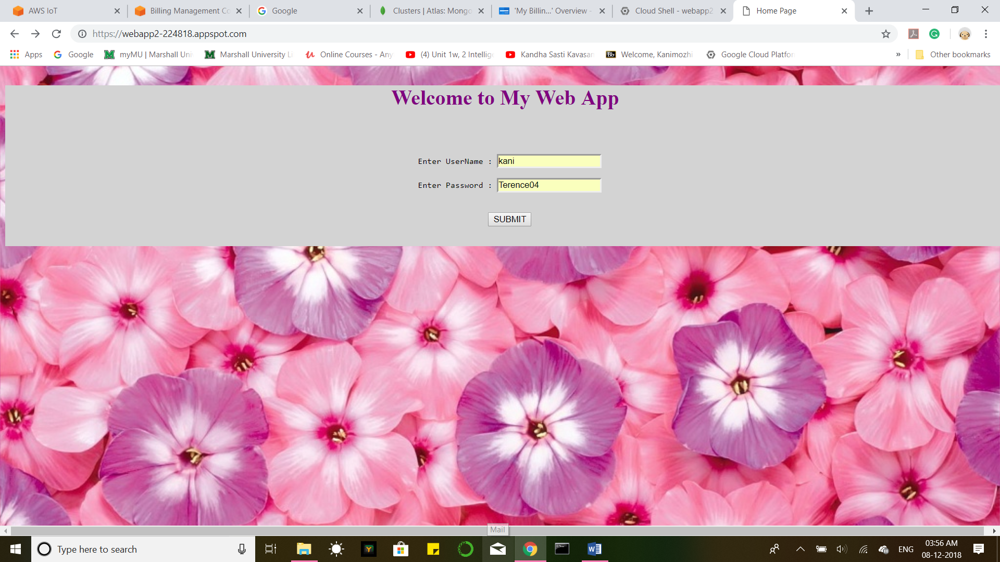 AWS IoT
Billing Management Co
Google
Clusters | Atlas: Mongo
'My Billin...' Overview -
Cloud Shell - webapp2
Home Page
https://webapp2-224818.appspot.com
Apps
Google
myMU | Marshall Uni
Marshall University Li
Online Courses - Any
(4) Unit 1w, 2 Intellige
Kandha Sasti Kavasam
Bb
Welcome, Kanimozhi
Google Cloud Platfor
»
Other bookmarks
Welcome to My Web App
Enter UserName : kani
Enter Password : Terence04
SUBMIT
Mail
Type here to search
ENG
03:56 AM
08-12-2018